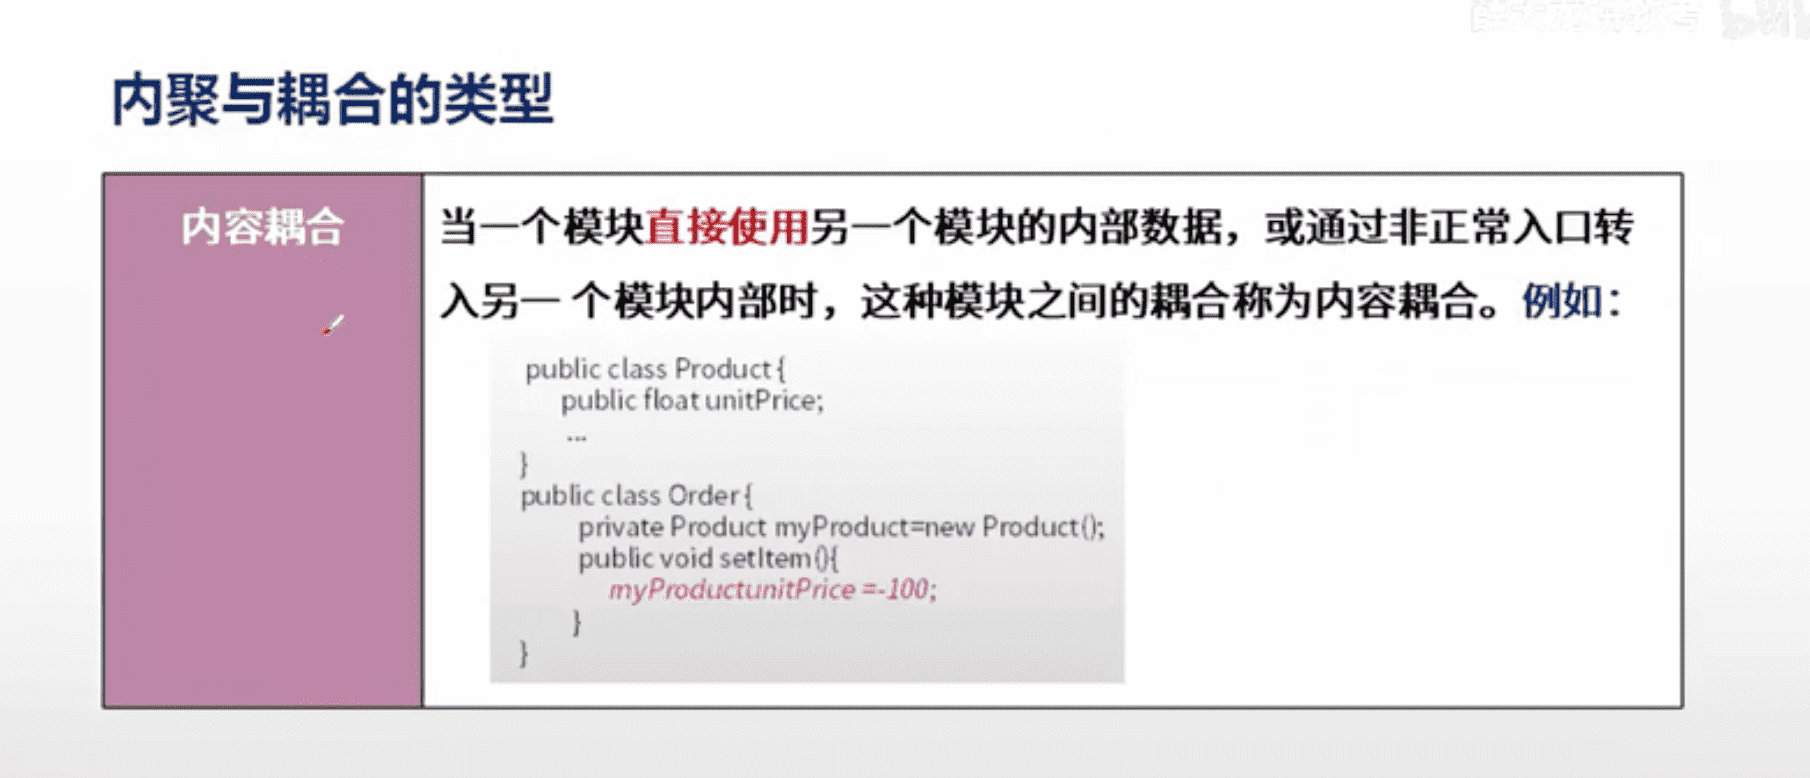 内聚与耦合的类型
内容耦合
当一个模块直接使用另一个模块的内部数据，或通过非正常入口转
入另一 个模块内部时，这种模块之间的耦合称为内容耦合。例如：
public class Product {
public float unitPrice;
...
}
public class Order {
private Product myProduct=new Product();
public void setItem(){
myProductunitPrice =-100;
}
}